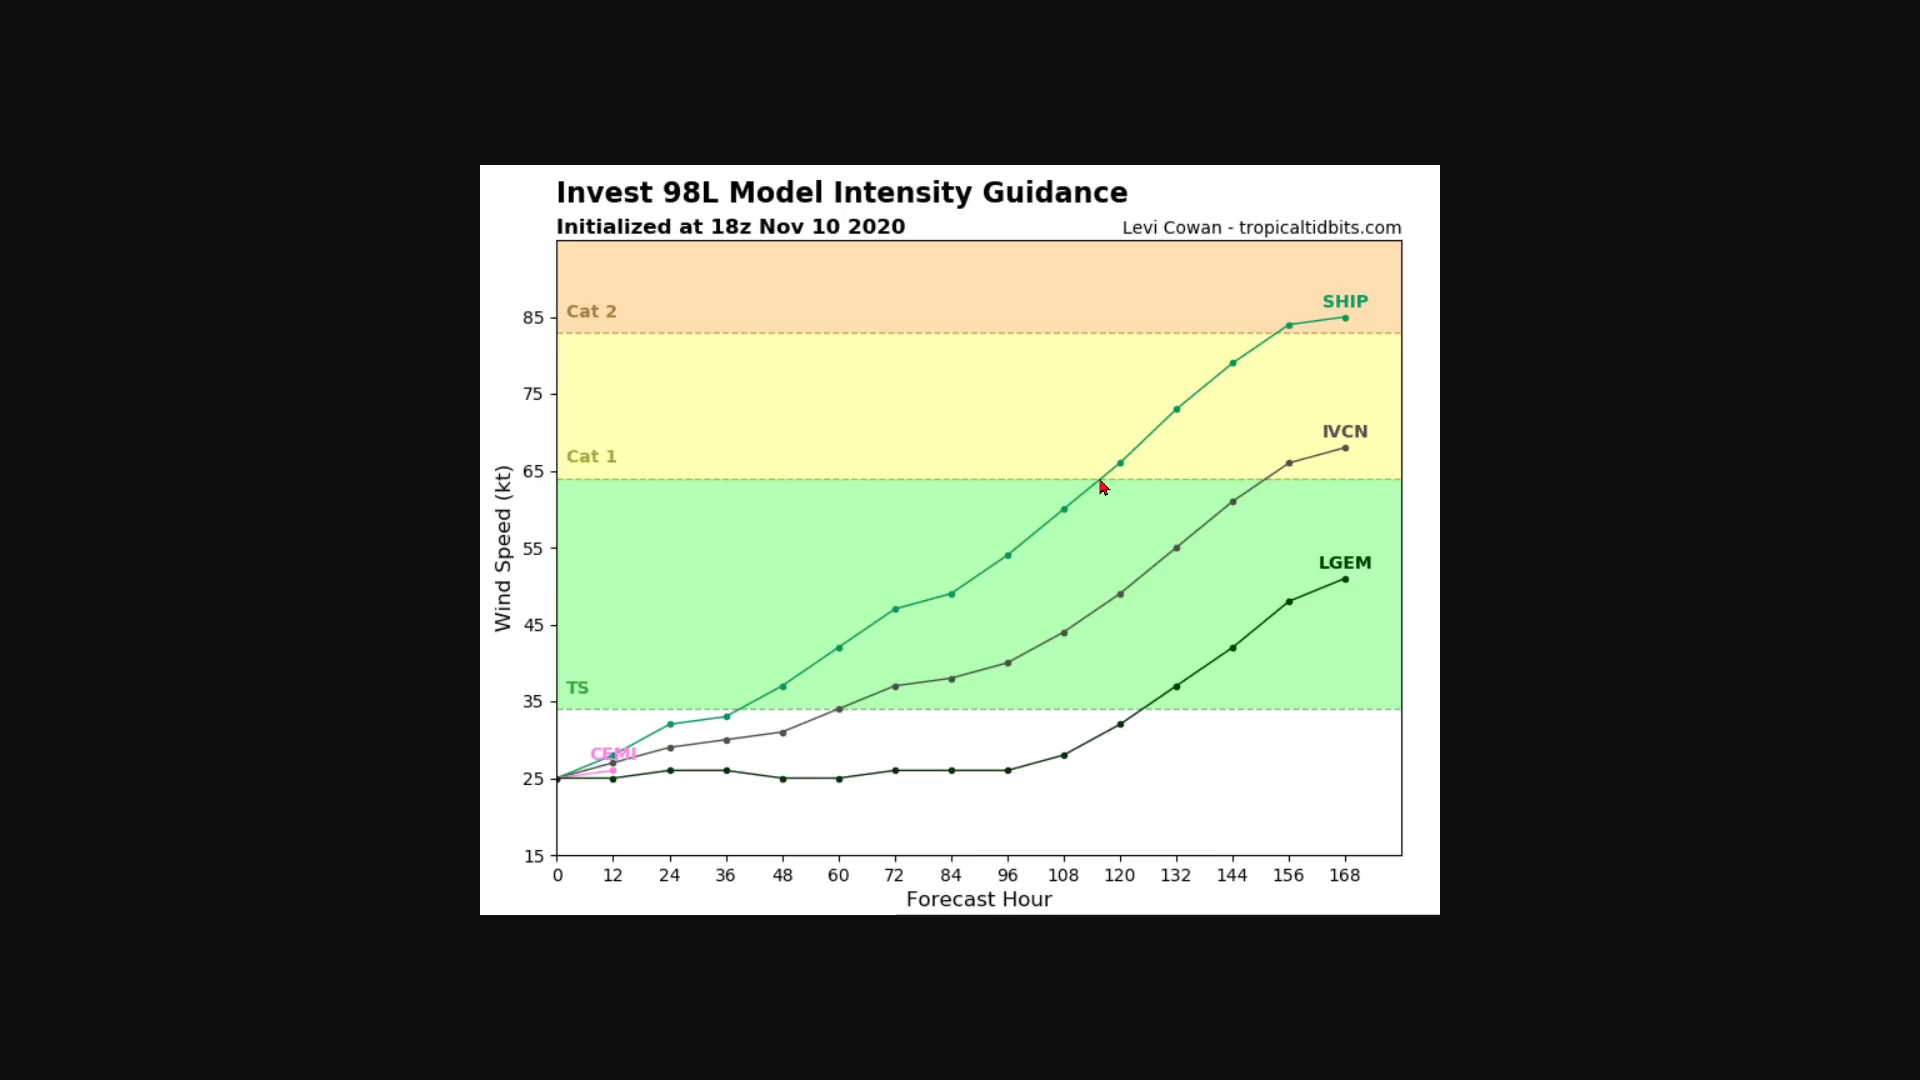 Invest 98L Model Intensity Guidance
Initialized at 18z Nov 10 2020
Levi Cowan - tropicaltidbits.com
SHIP
Cat 2
85
75
IVCN
Cat 1
65
Wind Speed (kt)
55
LGEM
45
TS
35
CEMI
25
15
0 12 24 36 48 60 72 84 96 108 120 132 144 156 168
Forecast Hour